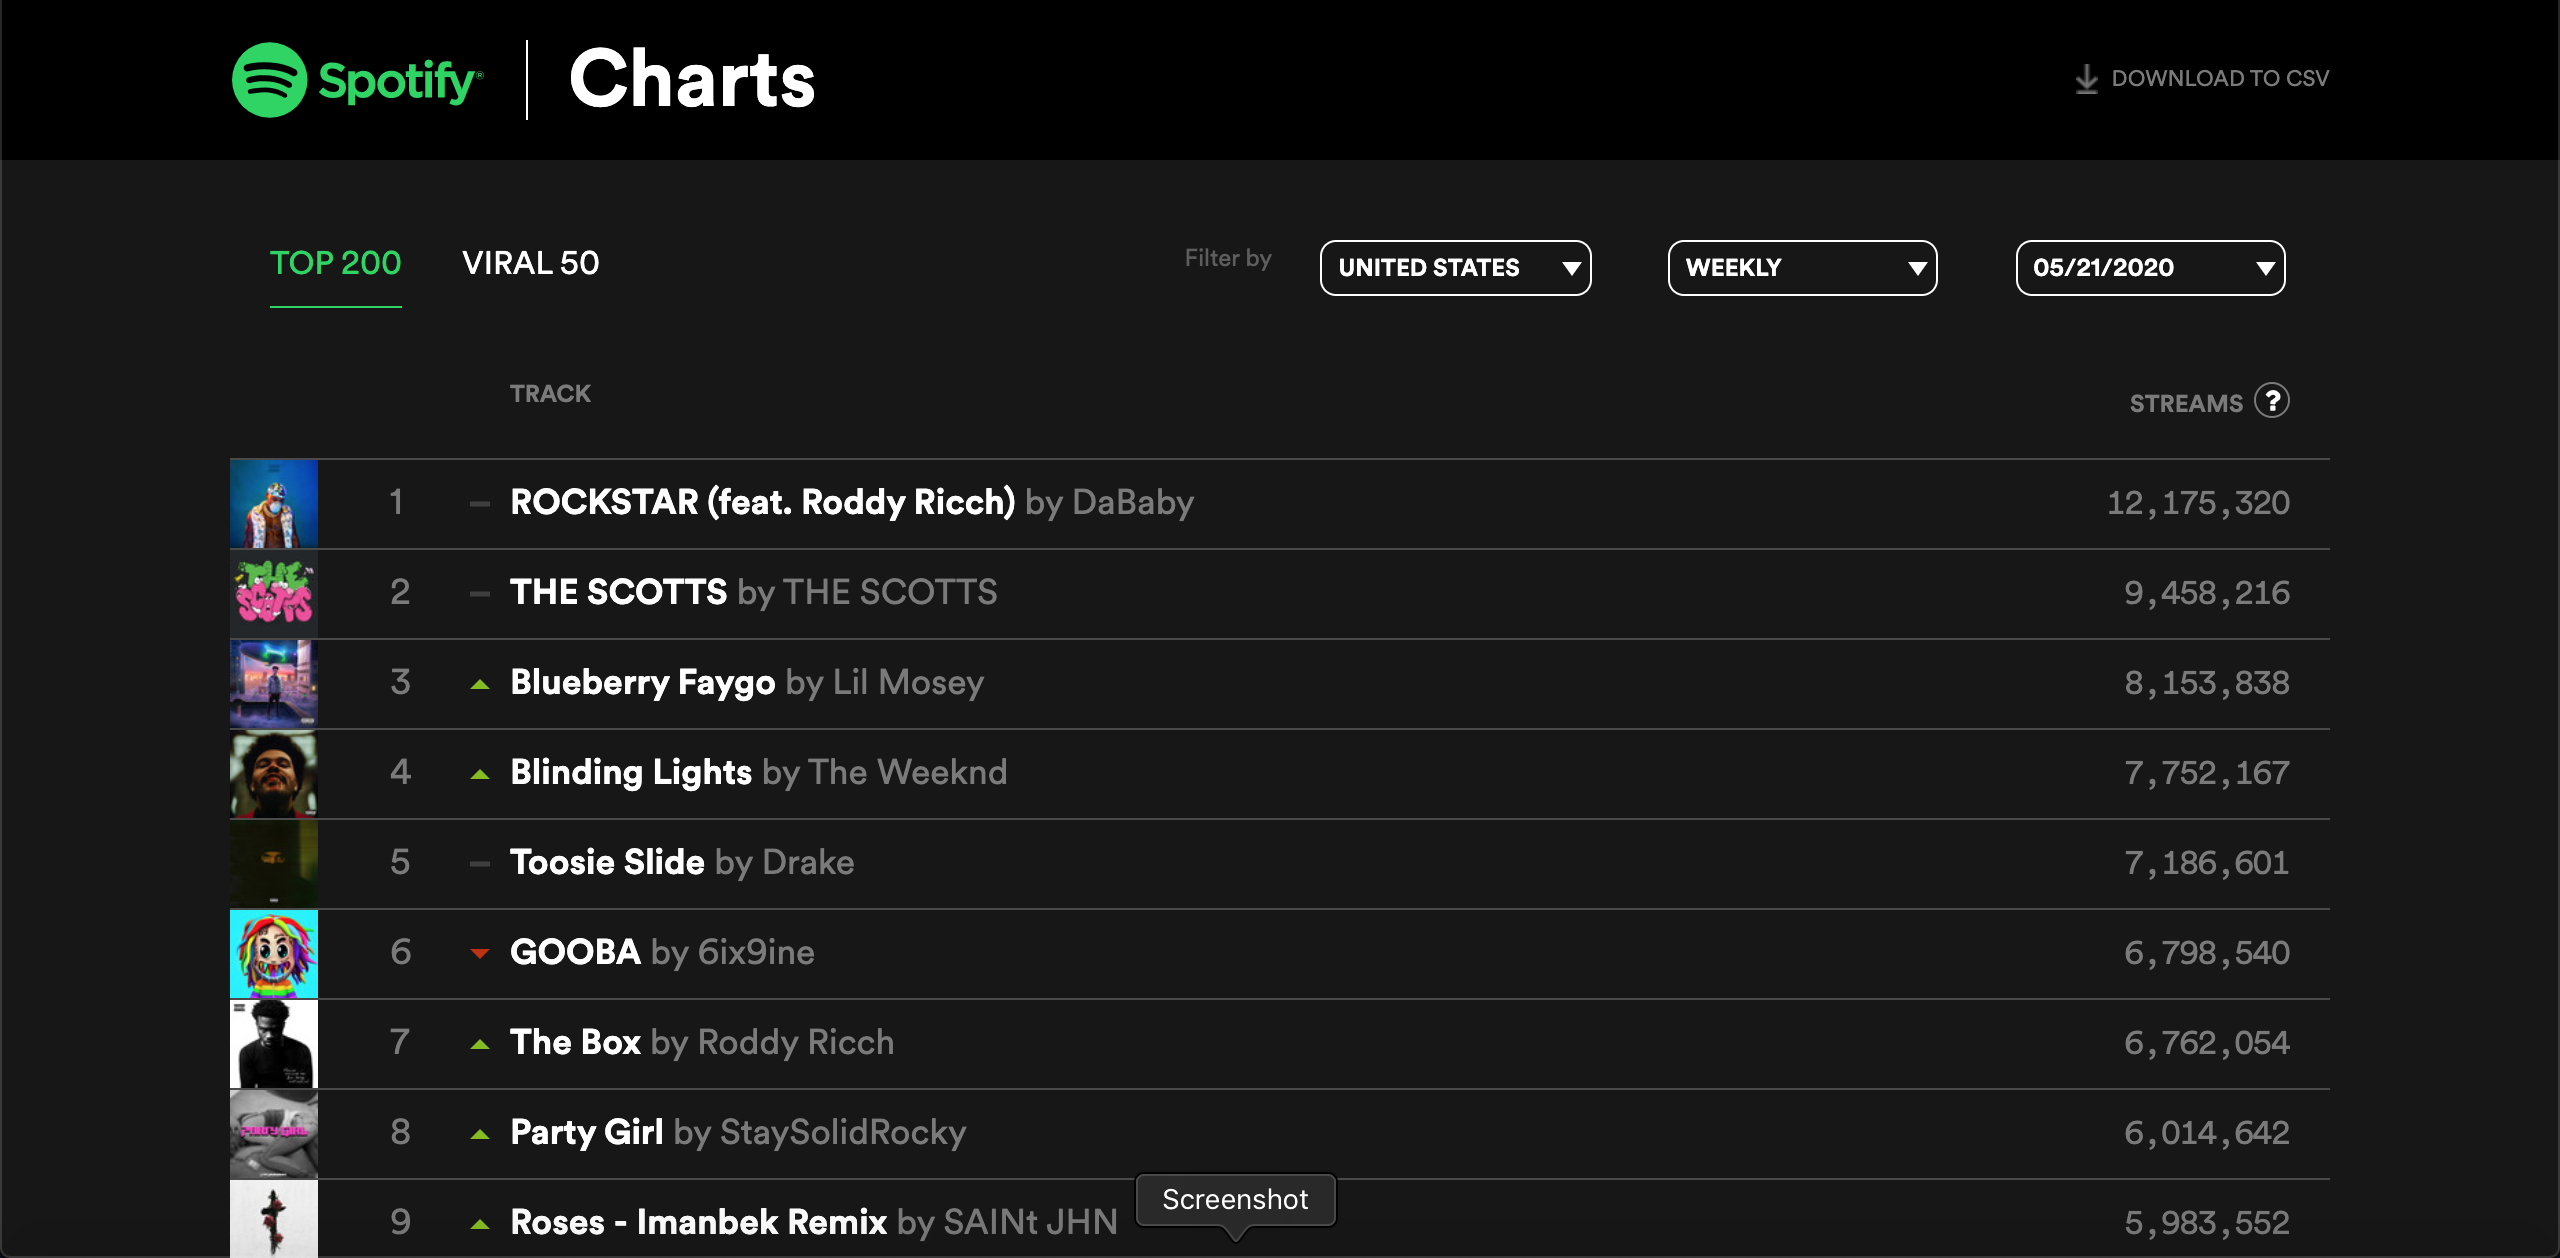 Spotify® Charts
DOWNLOAD TO CSV
TOP 200 VIRAL 50 Filter by UNITED STATES WEEKLY 05/21/2020
TRACK STREAMS ?
1 ROCKSTAR (feat. Roddy Ricch) by DaBaby 12,175,320
THE SCOTTS
2 THE SCOTTS by THE SCOTTS 9,458,216
3 Blueberry Faygo by Lil Mosey 8,153,838
4 Blinding Lights by The Weeknd 7,752,167
5 Toosie Slide by Drake 7,186,601
6 GOOBA by 6ix9ine 6,798,540
7 The Box by Roddy Ricch 6,762,054
PARTY GIRL
8 Party Girl by StaySolidRocky 6,014,642
9 Roses - Imanbek Remix by SAINt JHN 5,983,552
Screenshot